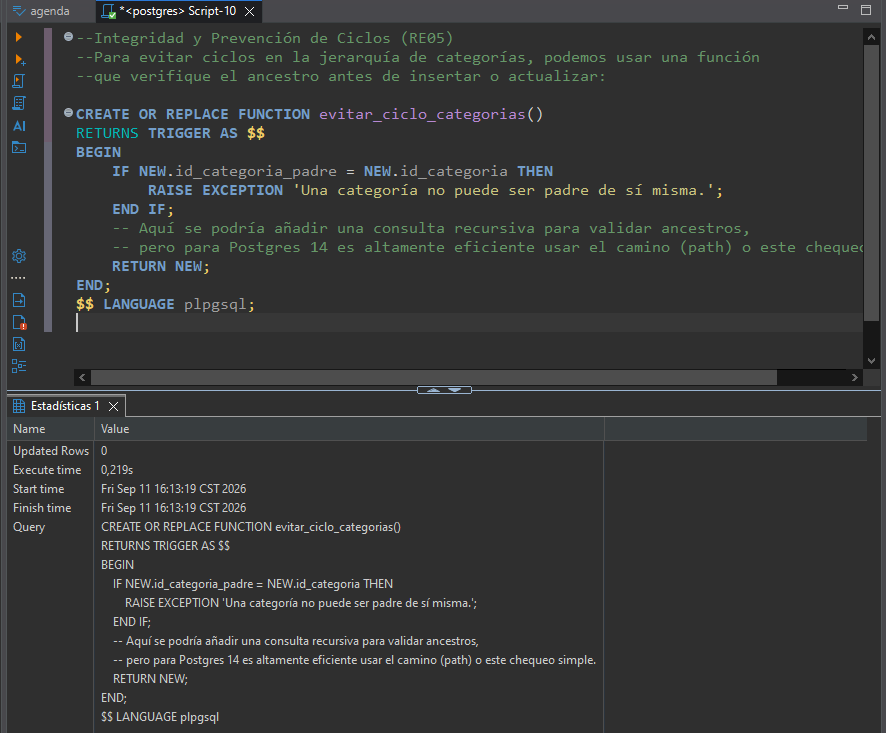 agenda
*<postgres> Script-10
--Integridad y Prevención de Ciclos (RE05)
--Para evitar ciclos en la jerarquía de categorías, podemos usar una función
--que verifique el ancestro antes de insertar o actualizar:
CREATE OR REPLACE FUNCTION evitar_ciclo_categorias()
RETURNS TRIGGER AS $$
BEGIN
IF NEW.id_categoria_padre = NEW.id_categoria THEN
RAISE EXCEPTION 'Una categoría no puede ser padre de sí misma.';
END IF;
-- Aquí se podría añadir una consulta recursiva para validar ancestros,
-- pero para Postgres 14 es altamente eficiente usar el camino (path) o este chequeo
RETURN NEW;
END;
$$ LANGUAGE plpgsql;
AI
Estadísticas 1
Name Value
Updated Rows 0
Execute time 0,219s
Start time Fri Sep 11 16:13:19 CST 2026
Finish time Fri Sep 11 16:13:19 CST 2026
Query CREATE OR REPLACE FUNCTION evitar_ciclo_categorias()
RETURNS TRIGGER AS $$
BEGIN
IF NEW.id_categoria_padre = NEW.id_categoria THEN
RAISE EXCEPTION 'Una categoría no puede ser padre de sí misma.';
END IF;
-- Aquí se podría añadir una consulta recursiva para validar ancestros,
-- pero para Postgres 14 es altamente eficiente usar el camino (path) o este chequeo simple.
RETURN NEW;
END;
$$ LANGUAGE plpgsql